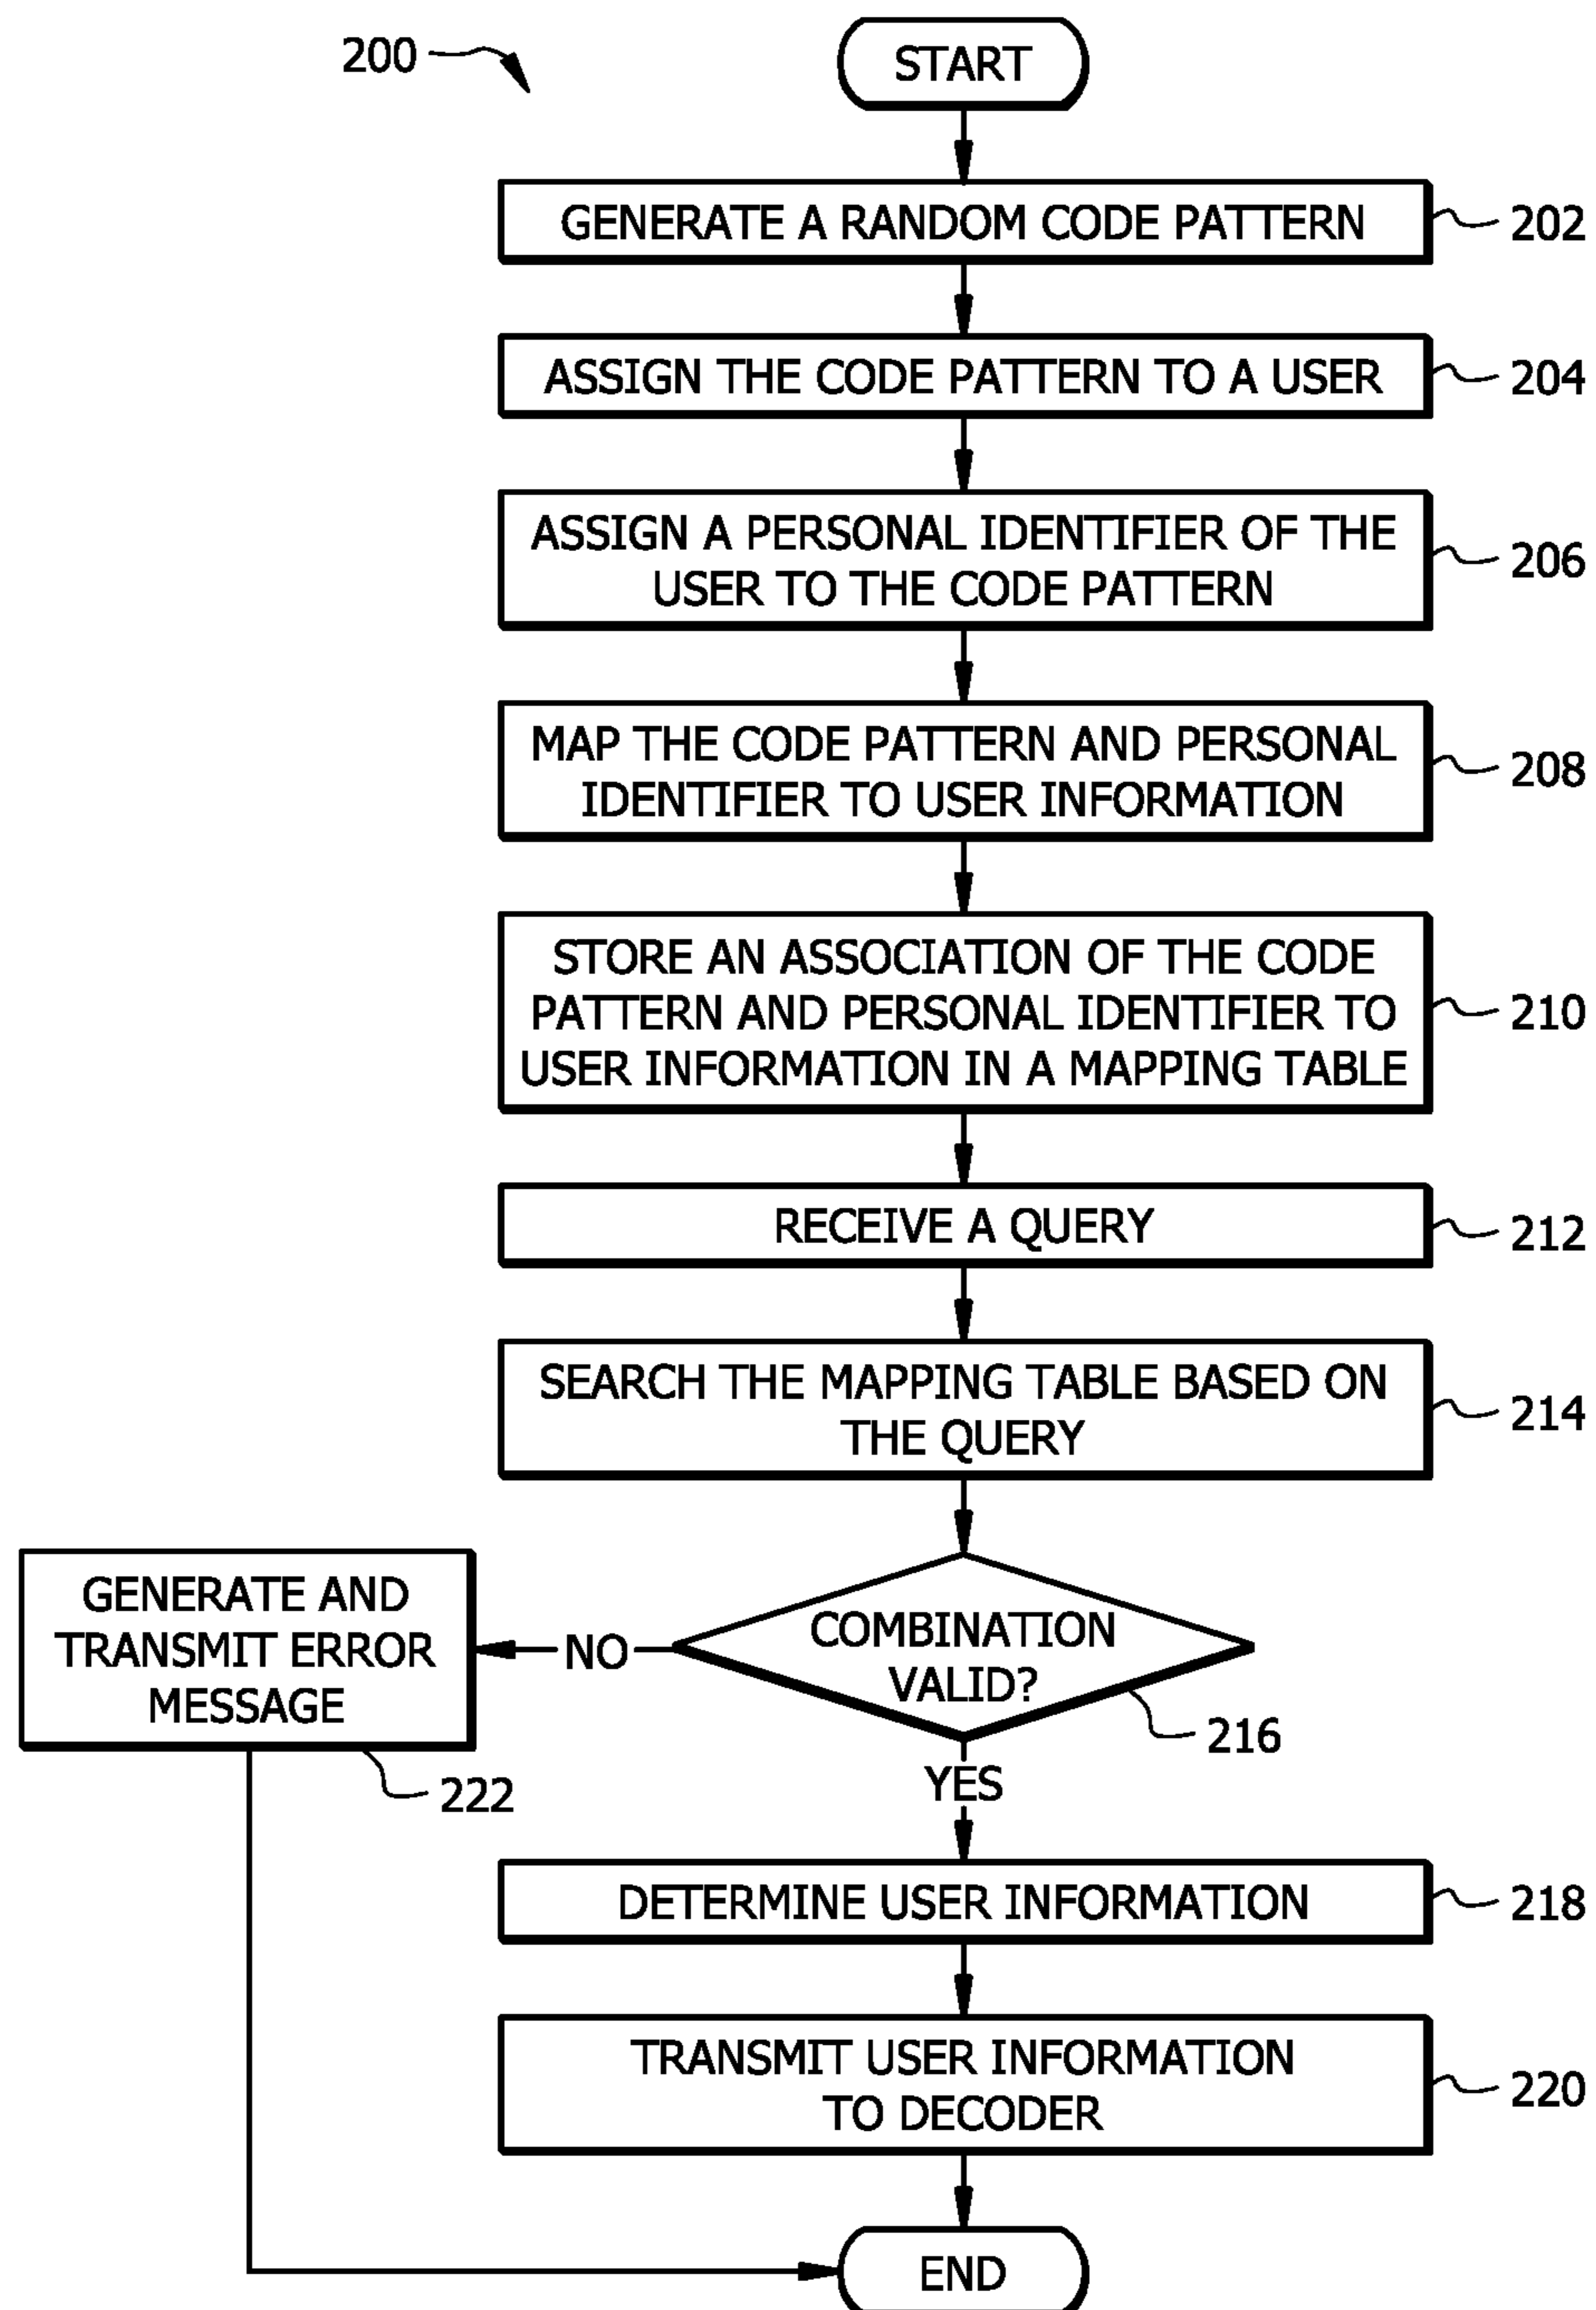 200
START
GENERATE A RANDOM CODE PATTERN
202
ASSIGN THE CODE PATTERN TO A USER
204
ASSIGN A PERSONAL IDENTIFIER OF THE
USER TO THE CODE PATTERN
206
MAP THE CODE PATTERN AND PERSONAL
IDENTIFIER TO USER INFORMATION
208
STORE AN ASSOCIATION OF THE CODE
PATTERN AND PERSONAL IDENTIFIER TO
USER INFORMATION IN A MAPPING TABLE
210
RECEIVE A QUERY
212
SEARCH THE MAPPING TABLE BASED ON
THE QUERY
214
COMBINATION
VALID?
216
NO
GENERATE AND
TRANSMIT ERROR
MESSAGE
222
YES
DETERMINE USER INFORMATION
218
TRANSMIT USER INFORMATION
TO DECODER
220
END